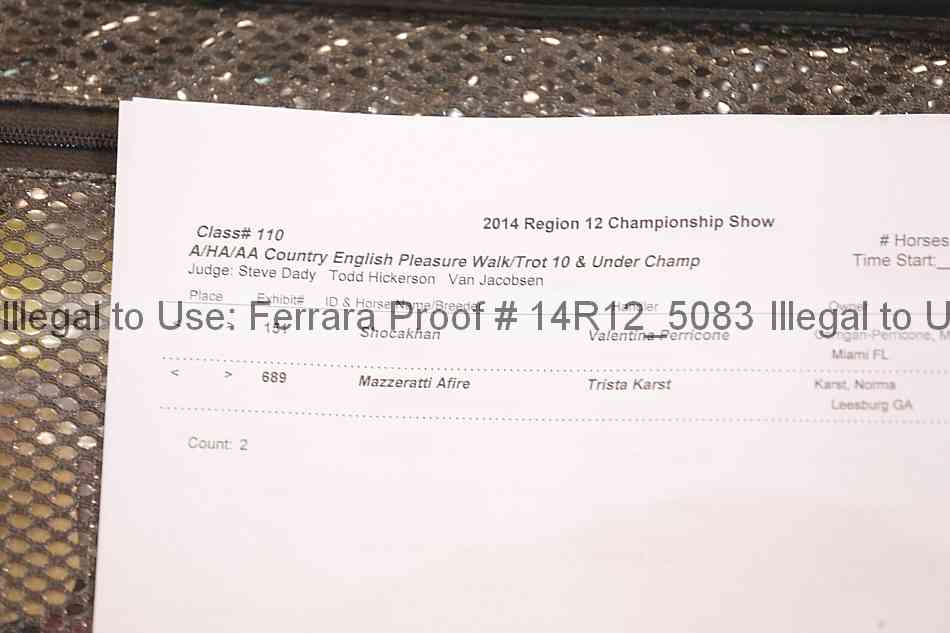 2014 Region 12 Championship Show
Class# 110
# Horses
A/HA/AA Country English Pleasure Walk/Trot 10 & Under Champ
Time Start:_
Judge: Steve Dady Todd Hickerson Van Jacobsen
Place Exhibit# ID & Horse Name/Breeder Handler Owner
Illegal to Use: Ferrara Proof # 14R12_5083 Illegal to U
< > 151 Shocakhan Valentina Perricone
Miami FL
< > 689 Mazzeratti Afire Trista Karst Karst, Norma
Leesburg GA
Count: 2